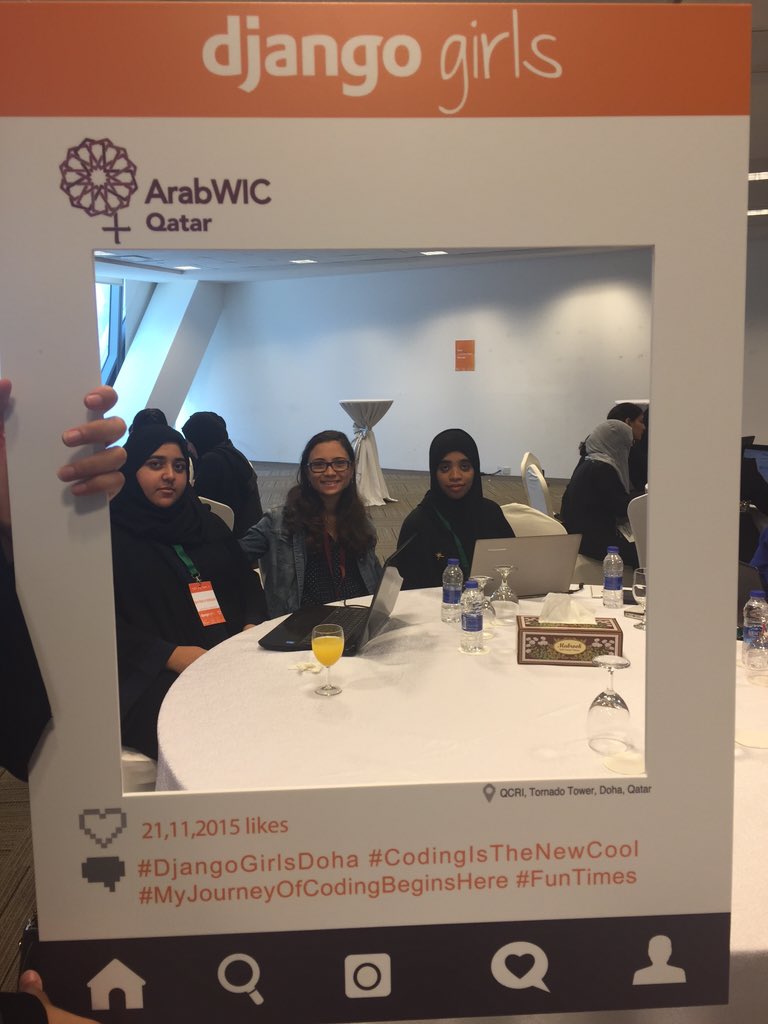 django girls
ArabWIC
Qatar
QCRI, Tornado Tower, Doha, Qatar
21,11,2015 likes
#DjangoGirlsDoha #CodingIsTheNewCool
#MyJourneyOfCodingBeginsHere #FunTimes